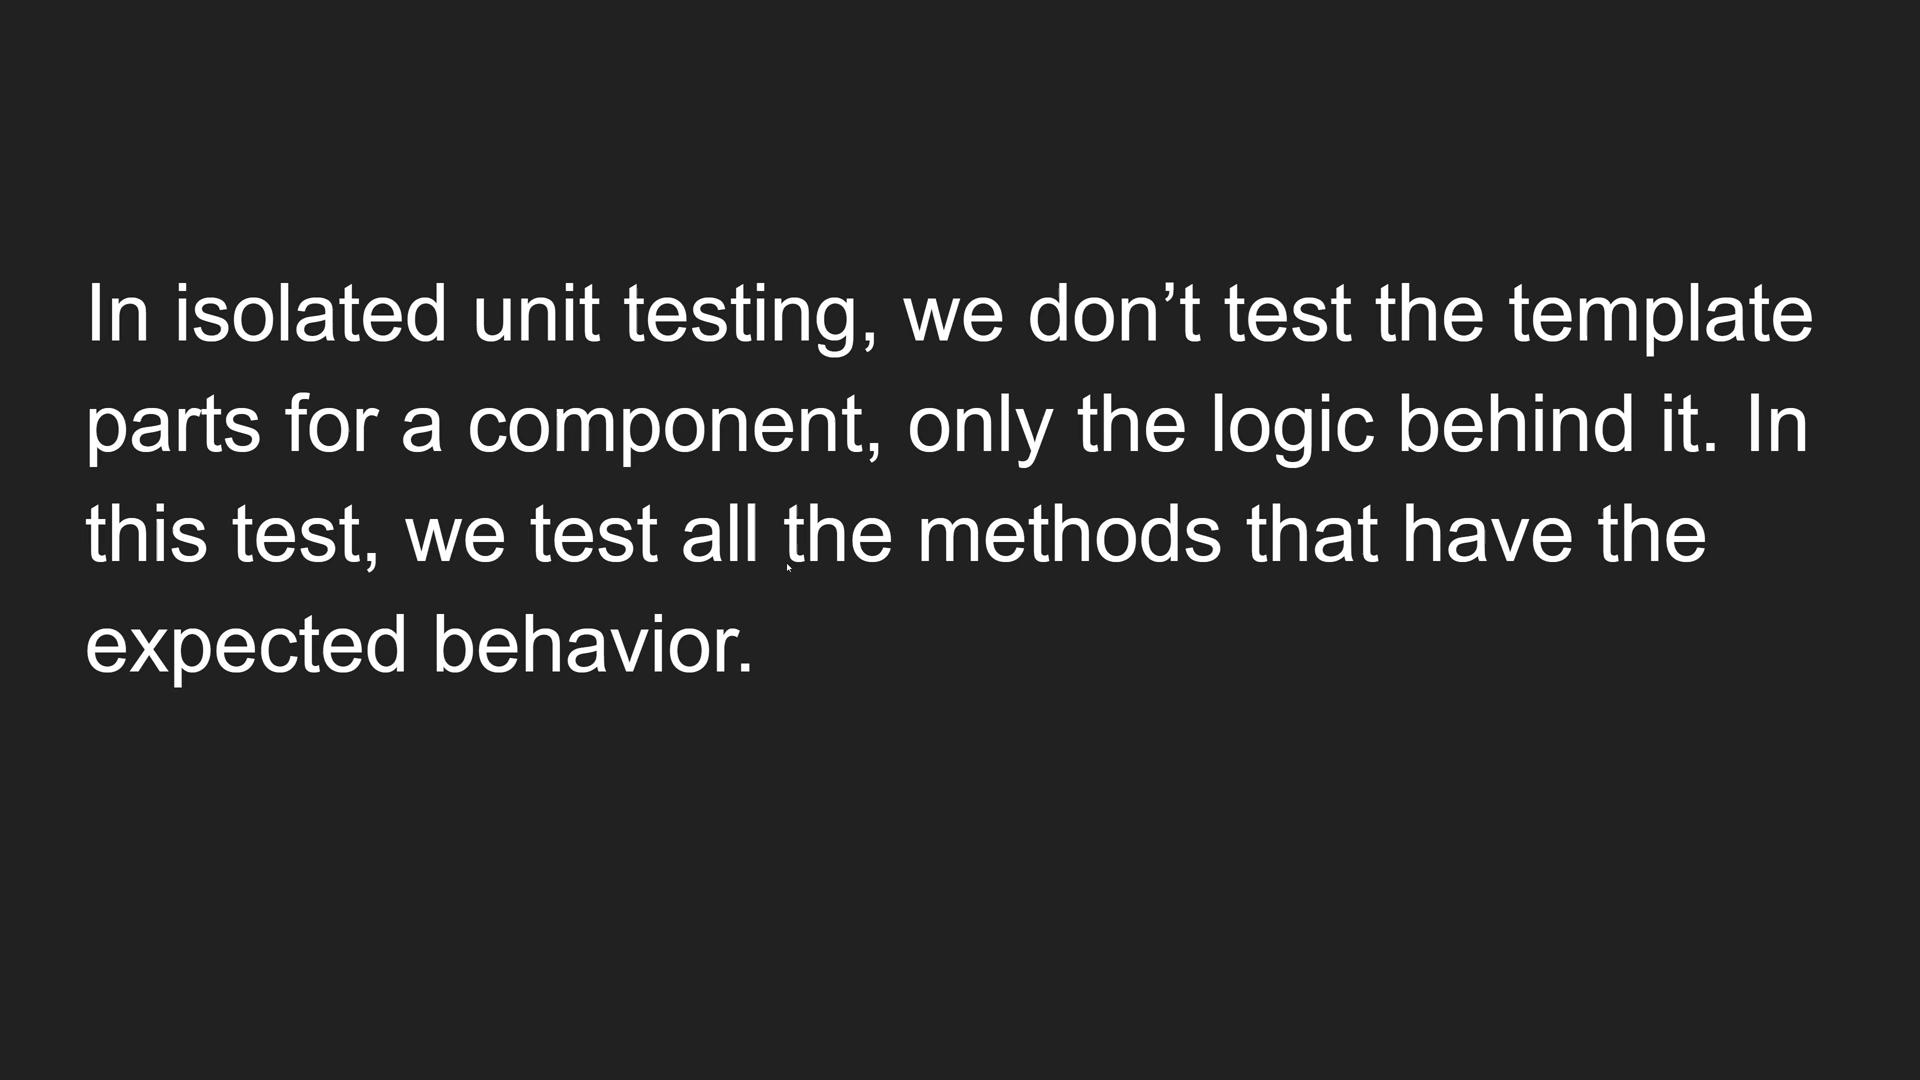 In isolated unit testing, we don’t test the template
parts for a component, only the logic behind it. In
this test, we test all the methods that have the
expected behavior.